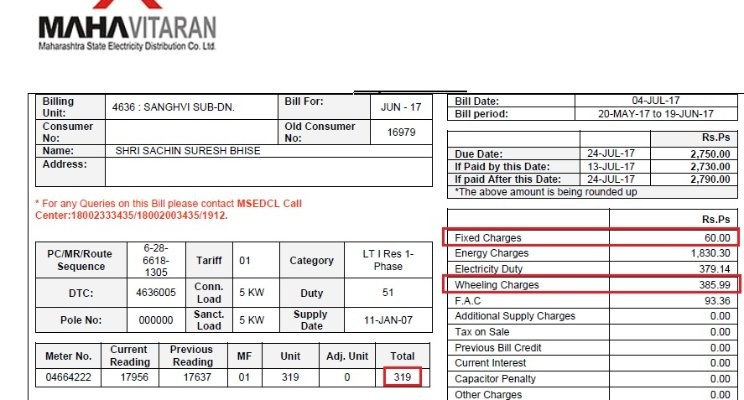 MAHAVITARAN
Maharashtra State Electricity Distribution Co. Ltd.
Billing Unit: 4636 : SANGHVI SUB-DN. Bill For: JUN - 17
Consumer No: Old Consumer No: 16979
Name: SHRI SACHIN SURESH BHISE
Address:
* For any Queries on this Bill please contact MSEDCL Call
Center:18002333435/18002003435/1912.
PC/MR/Route Sequence 6-28-6618-1305 Tariff 01 Category LT I Res 1-Phase
DTC: 4636005 Conn. Load 5 KW Duty 51
Pole No: 000000 Sanct. Load 5 KW Supply Date 11-JAN-07
Meter No. Current Reading Previous Reading MF Unit Adj. Unit Total
04664222 17956 17637 01 319 0 319
Bill Date: 04-JUL-17
Bill period: 20-MAY-17 to 19-JUN-17
Rs.Ps
Due Date: 24-JUL-17 2,750.00
If Paid by this Date: 13-JUL-17 2,730.00
If paid After this Date: 24-JUL-17 2,790.00
*The above amount is being rounded up
Rs.Ps
Fixed Charges 60.00
Energy Charges 1,830.30
Electricity Duty 379.14
Wheeling Charges 385.99
F.A.C 93.36
Additional Supply Charges 0.00
Tax on Sale 0.00
Previous Bill Credit 0.00
Current Interest 0.00
Capacitor Penalty 0.00
Other Charges 0.00